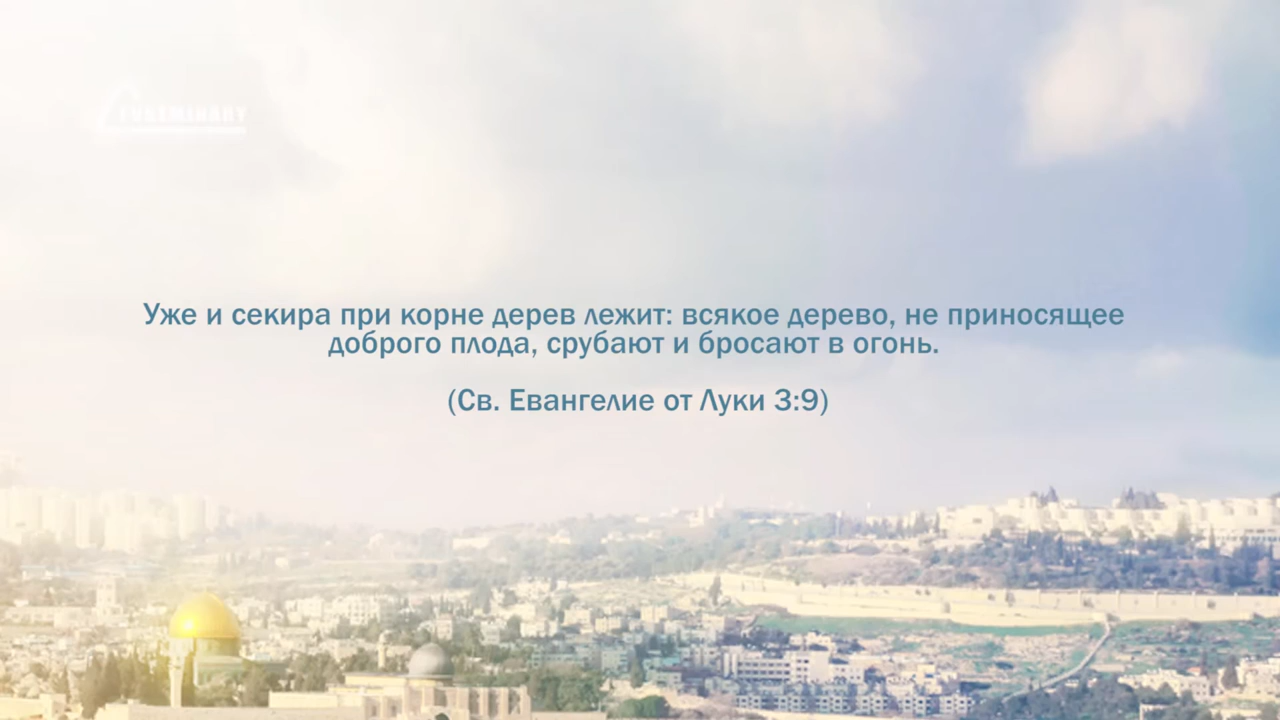 Уже и секира при корне дерев лежит: всякое дерево, не приносящее
доброго плода, срубают и бросают в огонь.
(Св. Евангелие от Луки 3:9)